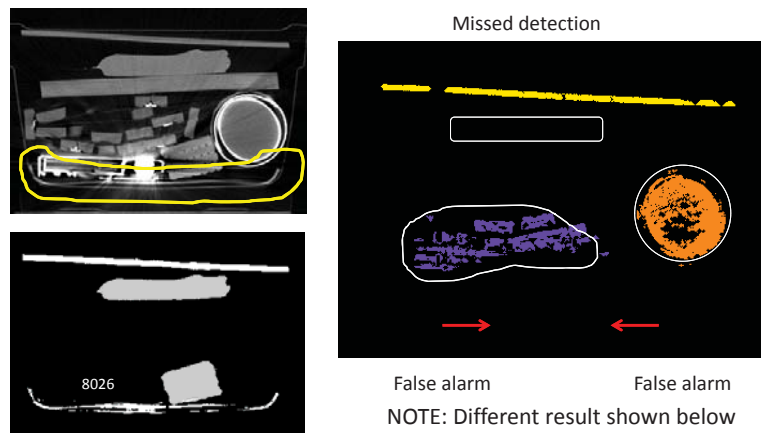 Missed detection
8026
False alarm
False alarm
NOTE: Different result shown below